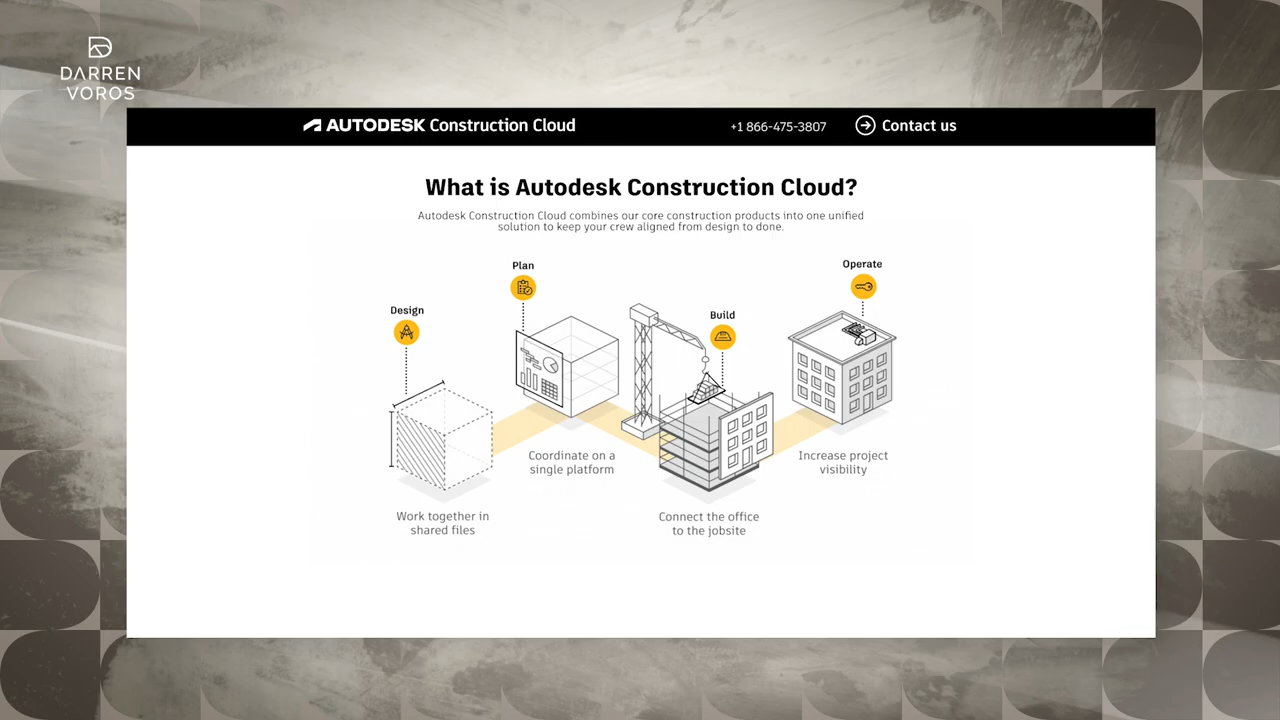 DARREN
VOROS
AUTODESK Construction Cloud
+1 866-475-3807
Contact us
What is Autodesk Construction Cloud?
Autodesk Construction Cloud combines our core construction products into one unified
solution to keep your crew aligned from design to done.
Design
Plan
Build
Operate
Work together in
shared files
Coordinate on a
single platform
Connect the office
to the jobsite
Increase project
visibility